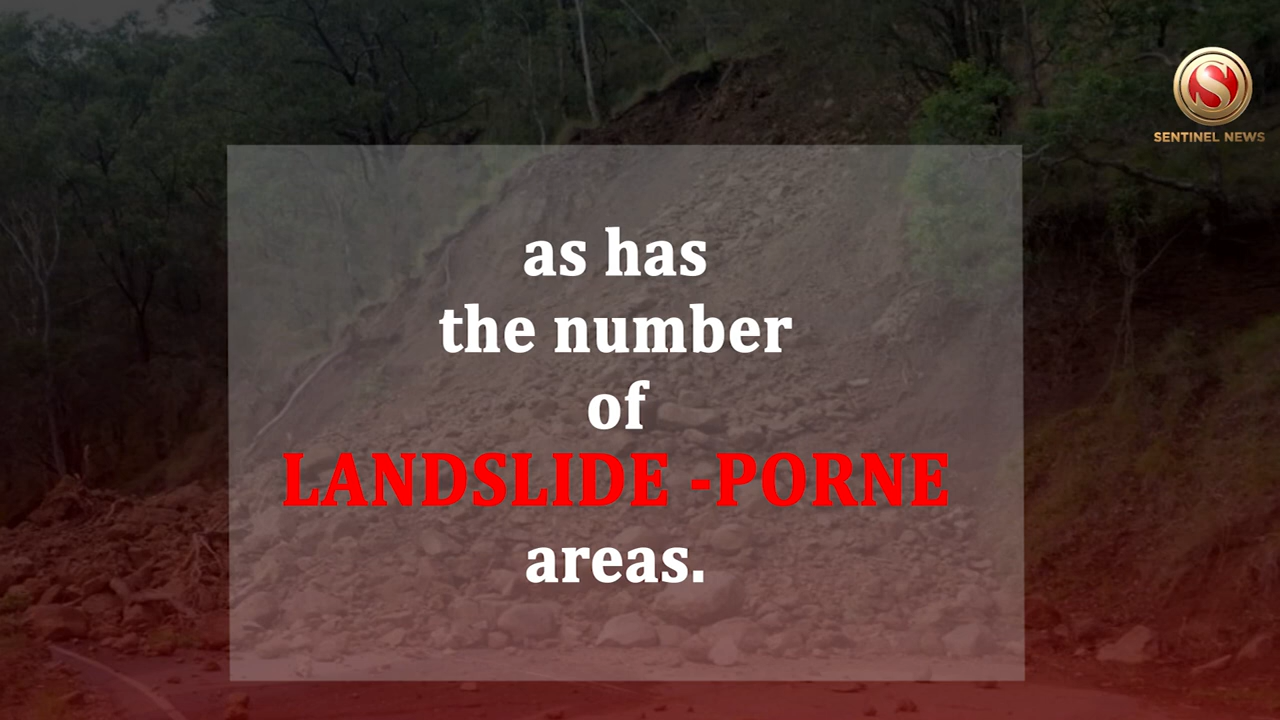 S
SENTINEL NEWS
as has
the number
of
LANDSLIDE -PORNE
areas.